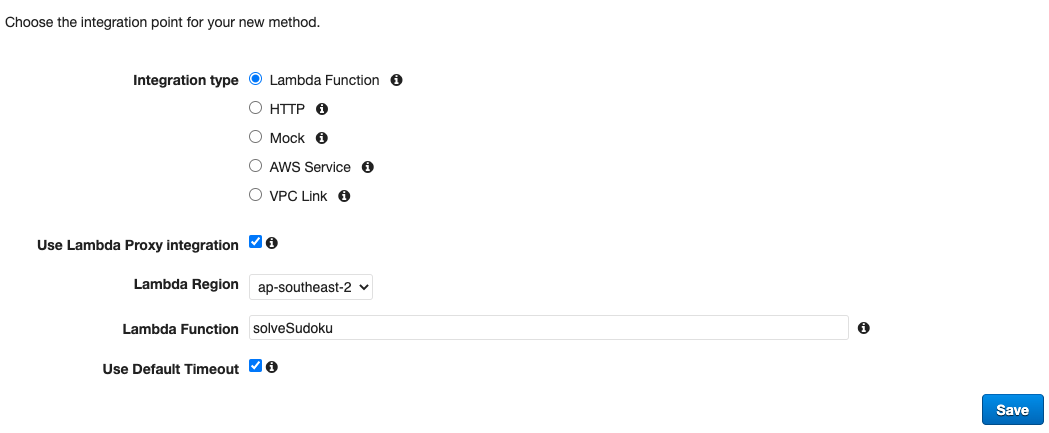 Choose the integration point for your new method.
Integration type Lambda Function
HTTP
Mock
AWS Service
VPC Link
Use Lambda Proxy integration
Lambda Region ap-southeast-2
Lambda Function solveSudoku
Use Default Timeout
Save